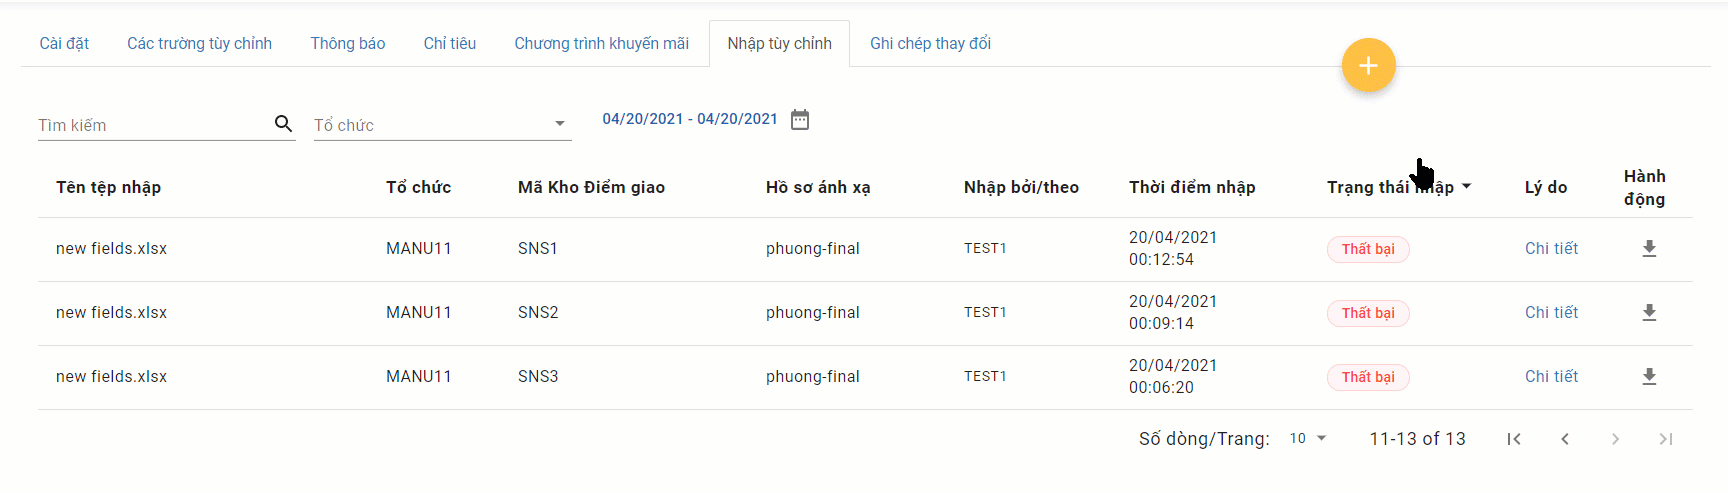 Cài đặt Các trường tùy chỉnh Thông báo Chỉ tiêu Chương trình khuyến mãi Nhập tùy chỉnh Ghi chép thay đổi
Tìm kiếm Tổ chức 04/20/2021 - 04/20/2021
Tên tệp nhập Tổ chức Mã Kho Điểm giao Hồ sơ ánh xạ Nhập bởi/theo Thời điểm nhập Trạng thái nhập Lý do Hành động
new fields.xlsx MANU11 SNS1 phuong-final TEST1 20/04/2021 00:12:54 Thất bại Chi tiết
new fields.xlsx MANU11 SNS2 phuong-final TEST1 20/04/2021 00:09:14 Thất bại Chi tiết
new fields.xlsx MANU11 SNS3 phuong-final TEST1 20/04/2021 00:06:20 Thất bại Chi tiết
Số dòng/Trang: 10 11-13 of 13